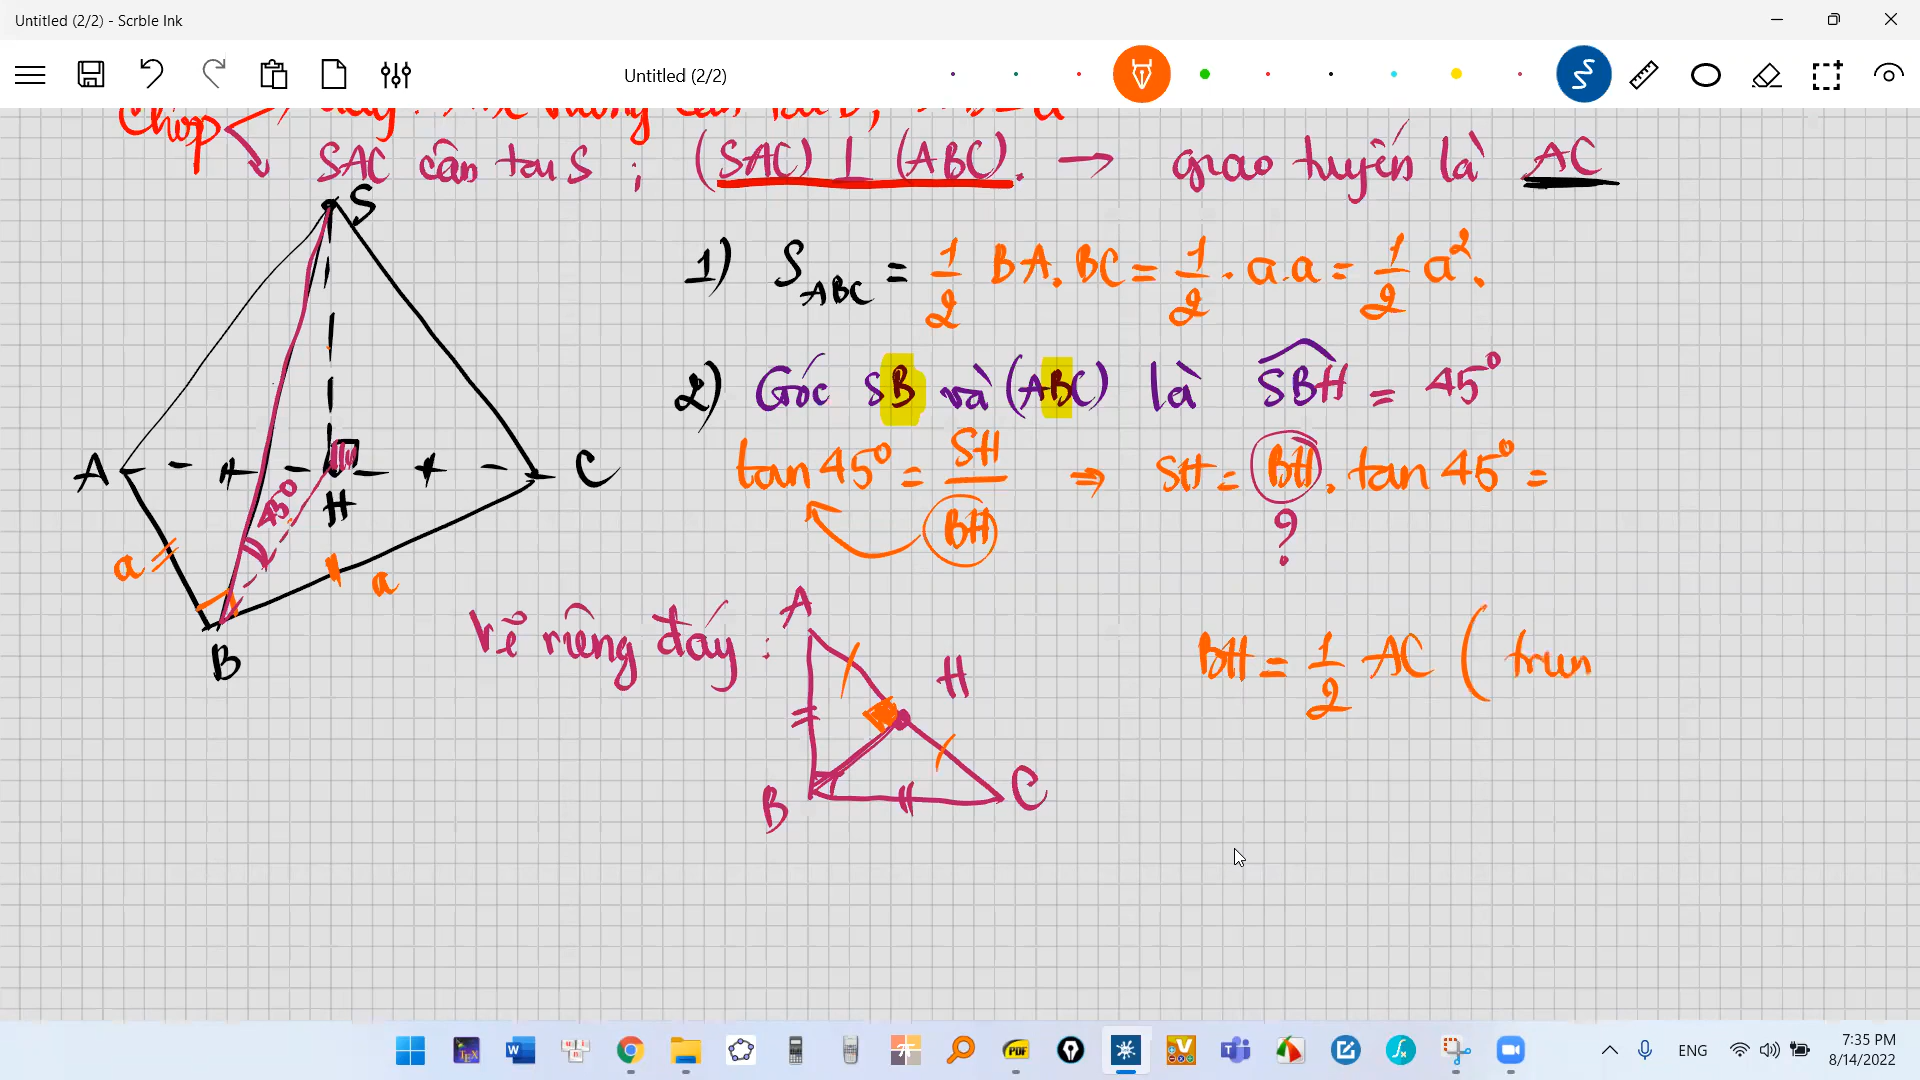 Untitled (2/2) - Scrble Ink
Untitled (2/2)
Chóp
SAC cân tại S ; (SAC) ⊥ (ABC). → giao tuyến là AC
S
1) S_ABC = 1/2 BA.BC = 1/2 . a.a = 1/2 a².
2) Góc SB và (ABC) là SBH = 45°
tan 45° = SH/BH ⇒ SH = BH . tan 45° =
?
A
C
H
45°
a
a
B
Vẽ riêng đáy :
A
H
B
C
BH = 1/2 AC ( trun
ENG
7:35 PM
8/14/2022